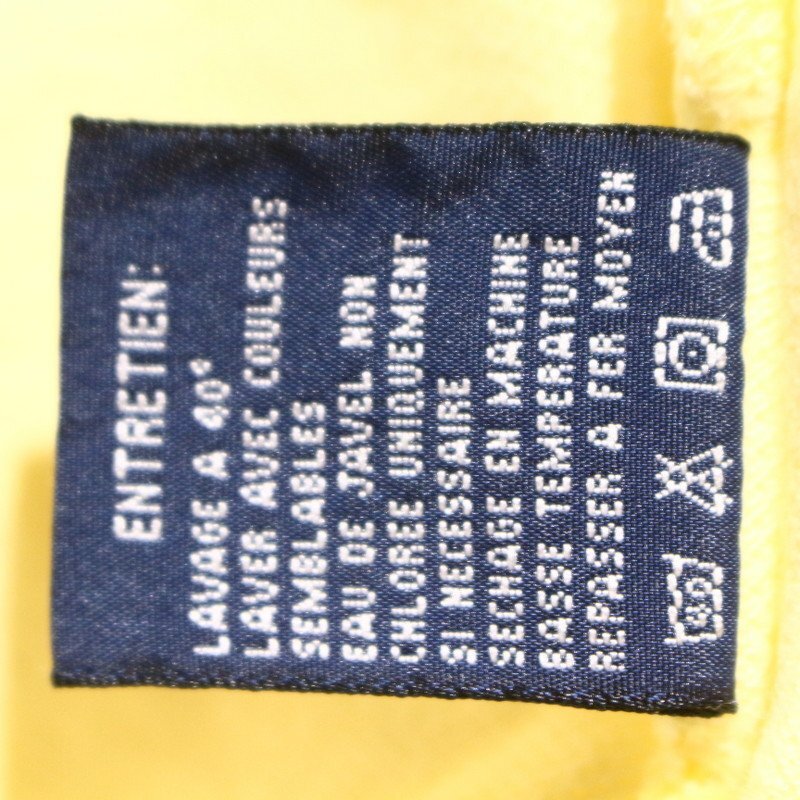 ENTRETIEN:
LAVAGE A 40°
LAVER AVEC COULEURS
SEMBLABLES
EAU DE JAVEL NON
CHLOREE UNIQUEMENT
SI NECESSAIRE
SECHAGE EN MACHINE
BASSE TEMPERATURE
REPASSER A FER MOYEN
40